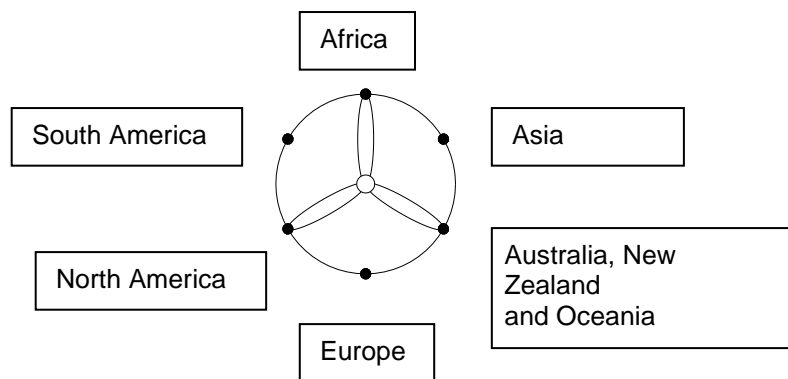 Africa
South America
Asia
North America
Australia, New
Zealand
and Oceania
Europe